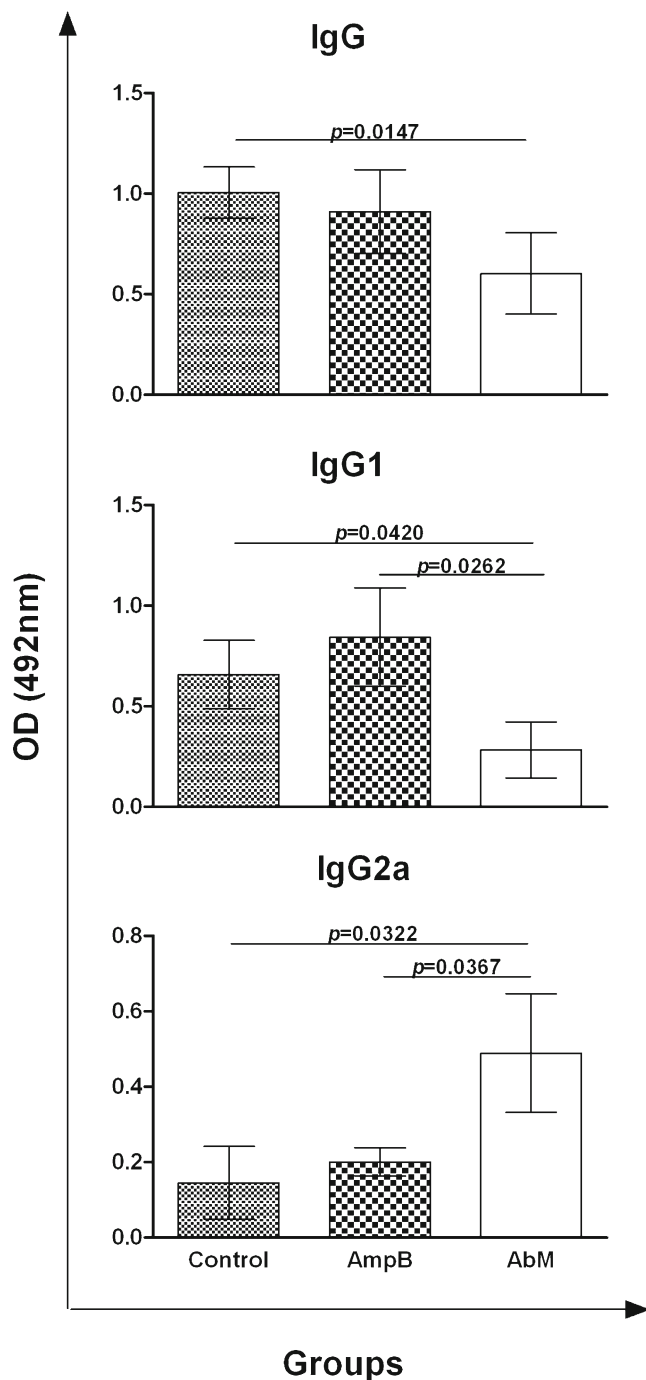 IgG
1.5
p=0.0147
1.0
0.5
0.0
IgG1
1.5
p=0.0420
p=0.0262
1.0
0.5
0.0
OD (492nm)
IgG2a
0.8
p=0.0322
p=0.0367
0.6
0.4
0.2
0.0
Control AmpB AbM
Groups